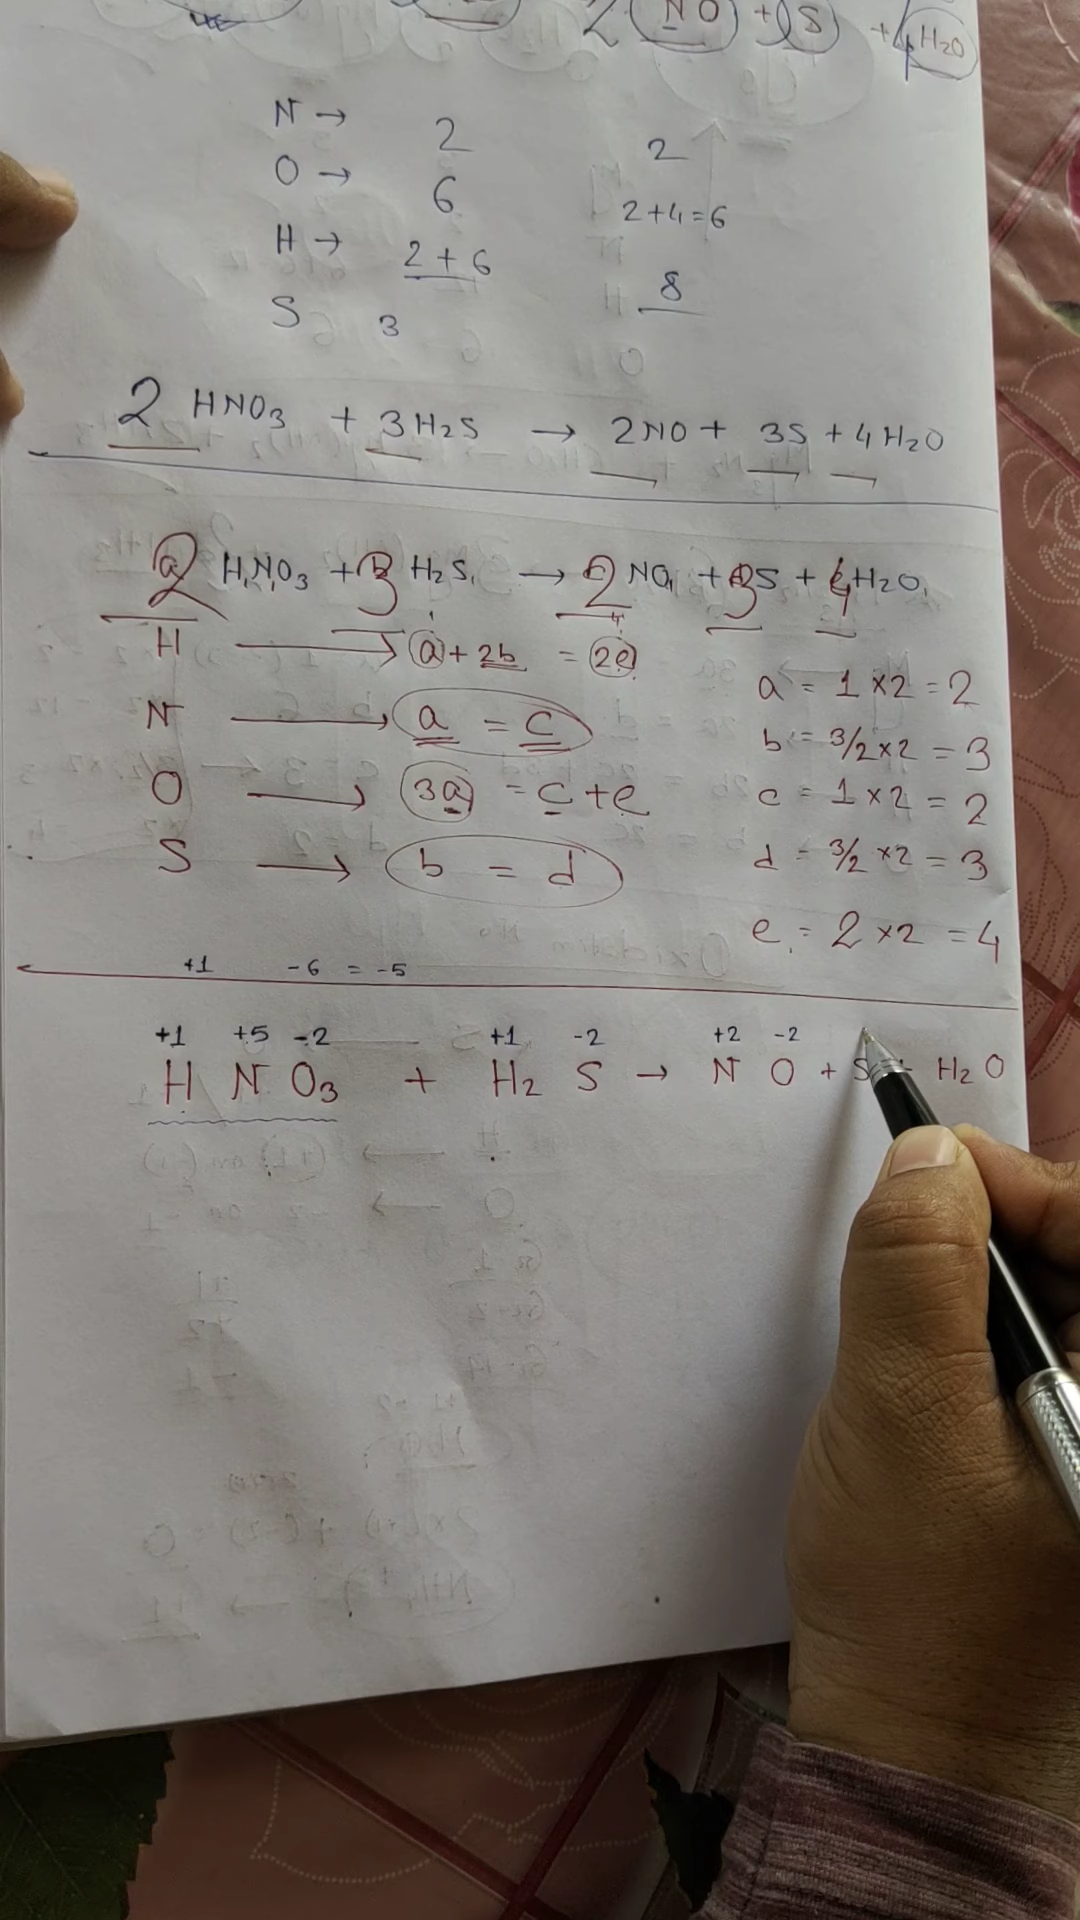 2 NO + S + 4H₂O
N → 2 2
O → 6 2+4=6
H → 2+6 8
S 3
2 HNO₃ + 3H₂S → 2NO + 3S + 4H₂O
2 HNO₃ + 3 H₂S → 2 NO + 3S + 4H₂O
H → a+2b = 2e
a = 1 ×2 = 2
N → a = c
b = 3/2 ×2 = 3
O → 3a = c+e
c = 1 ×2 = 2
S → b = d
d = 3/2 ×2 = 3
e = 2 ×2 = 4
+1 -6 = -5
+1 +5 -2 +1 -2 +2 -2
H N O₃ + H₂ S → N O + S + H₂O